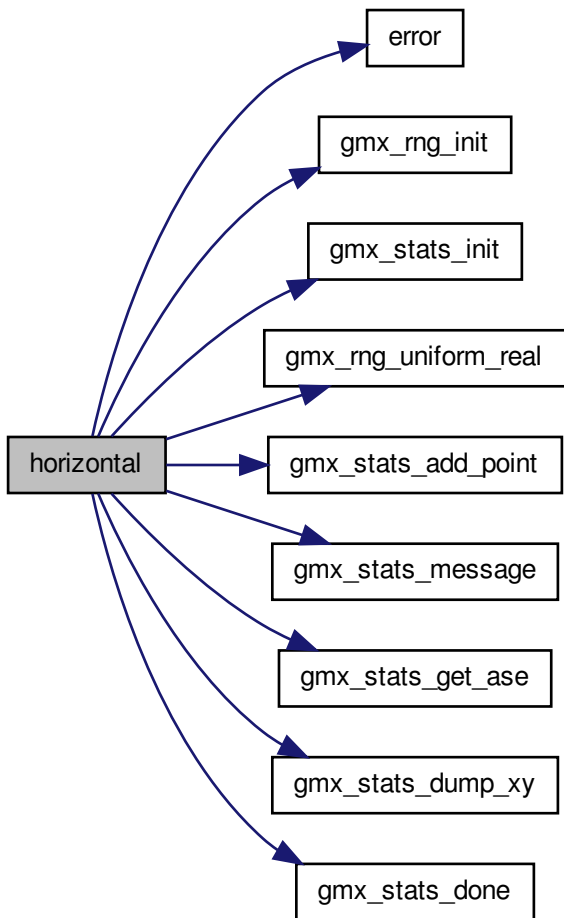 error
gmx_rng_init
gmx_stats_init
gmx_rng_uniform_real
horizontal
gmx_stats_add_point
gmx_stats_message
gmx_stats_get_ase
gmx_stats_dump_xy
gmx_stats_done